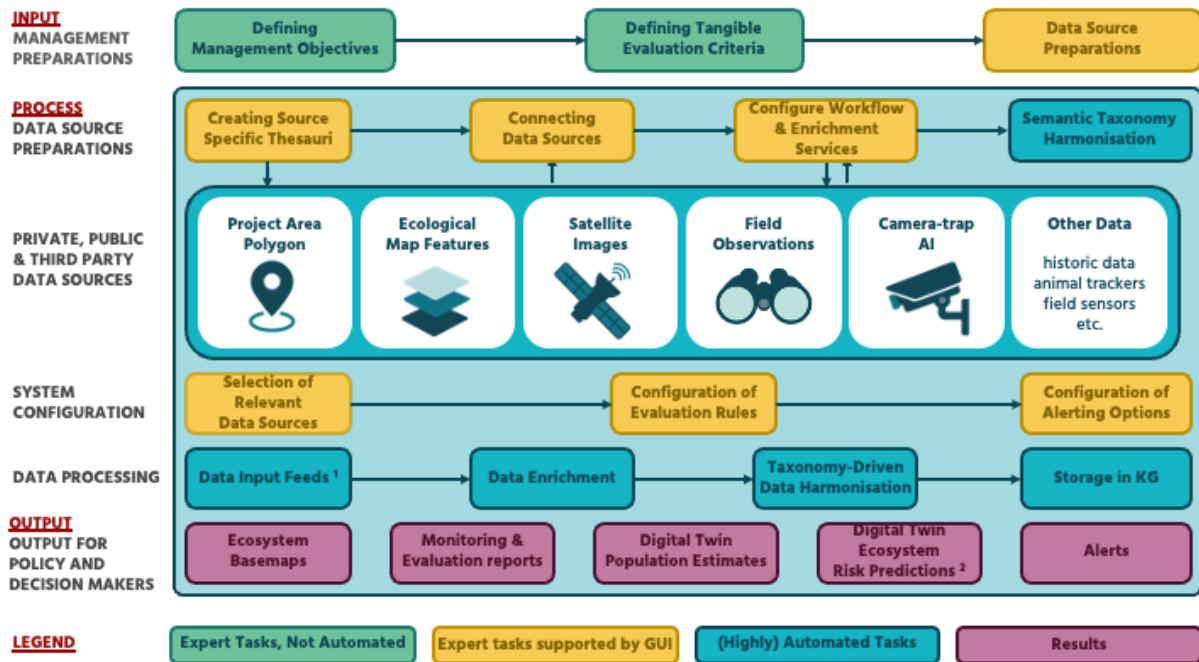 INPUT
MANAGEMENT
PREPARATIONS
Defining
Management Objectives
Defining Tangible
Evaluation Criteria
Data Source
Preparations
PROCESS
DATA SOURCE
PREPARATIONS
Creating Source
Specific Thesauri
Connecting
Data Sources
Configure Workflow
& Enrichment
Services
Semantic Taxonomy
Harmonisation
PRIVATE, PUBLIC
& THIRD PARTY
DATA SOURCES
Project Area
Polygon
Ecological
Map Features
Satellite
Images
Field
Observations
Camera-trap
AI
Other Data
historic data
animal trackers
field sensors
etc.
SYSTEM
CONFIGURATION
Selection of
Relevant
Data Sources
Configuration of
Evaluation Rules
Configuration of
Alerting Options
DATA PROCESSING
Data Input Feeds ¹
Data Enrichment
Taxonomy-Driven
Data Harmonisation
Storage in KG
OUTPUT
OUTPUT FOR
POLICY AND
DECISION MAKERS
Ecosystem
Basemaps
Monitoring &
Evaluation reports
Digital Twin
Population Estimates
Digital Twin
Ecosystem
Risk Predictions ²
Alerts
LEGEND
Expert Tasks, Not Automated
Expert tasks supported by GUI
(Highly) Automated Tasks
Results